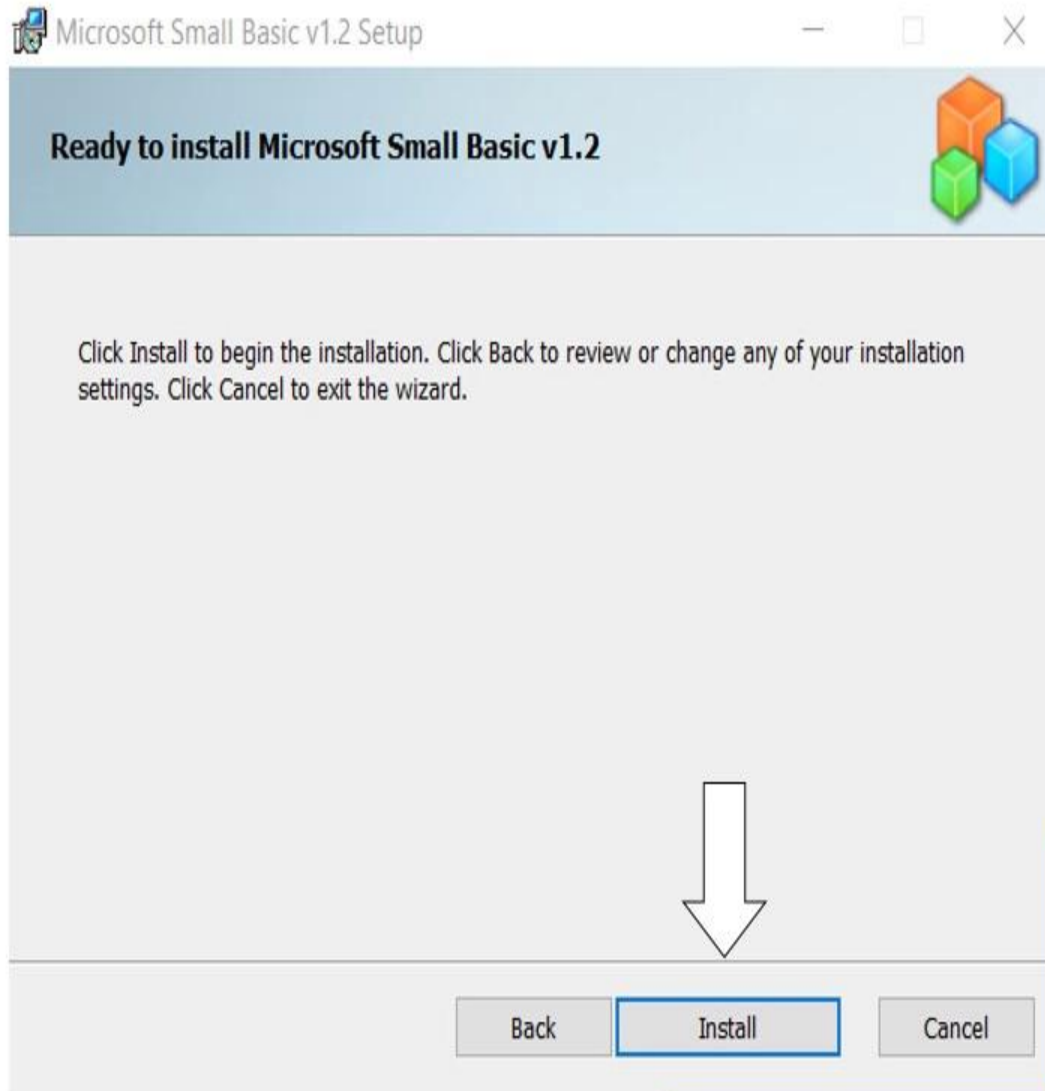 Microsoft Small Basic v1.2 Setup
Ready to install Microsoft Small Basic v1.2
Click Install to begin the installation. Click Back to review or change any of your installation
settings. Click Cancel to exit the wizard.
Back Install Cancel